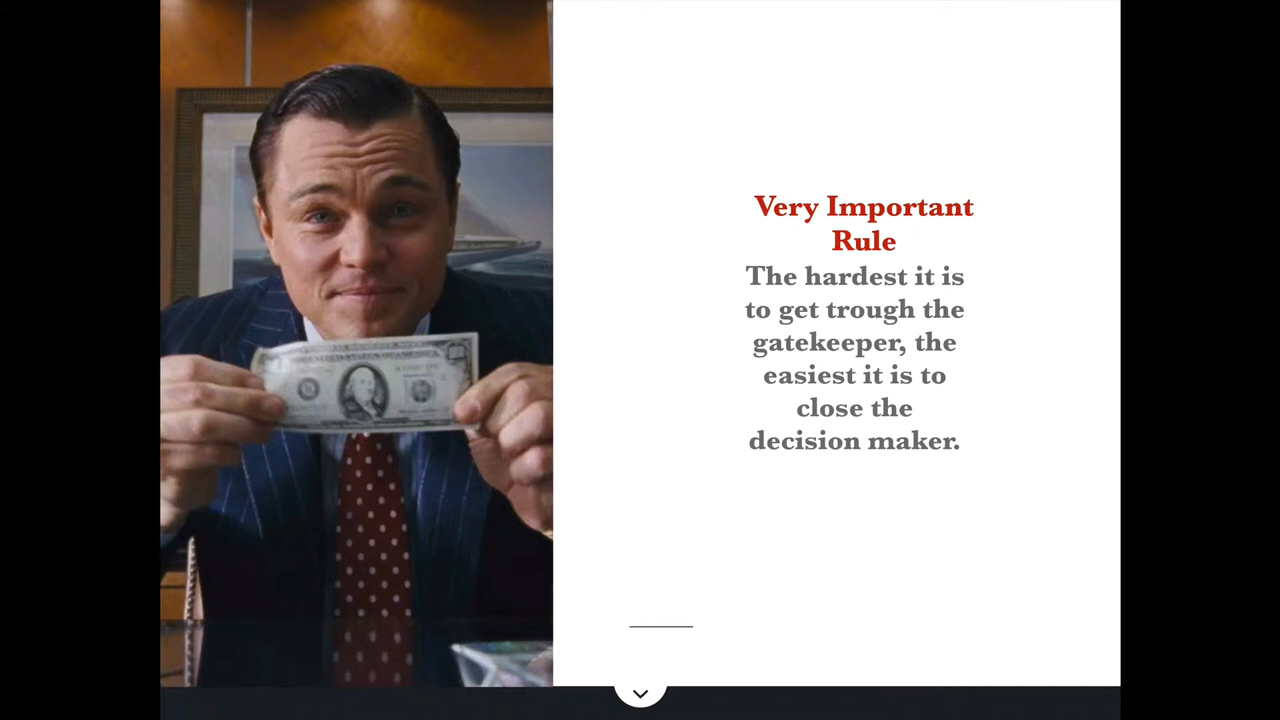 Very Important
Rule
The hardest it is
to get trough the
gatekeeper, the
easiest it is to
close the
decision maker.